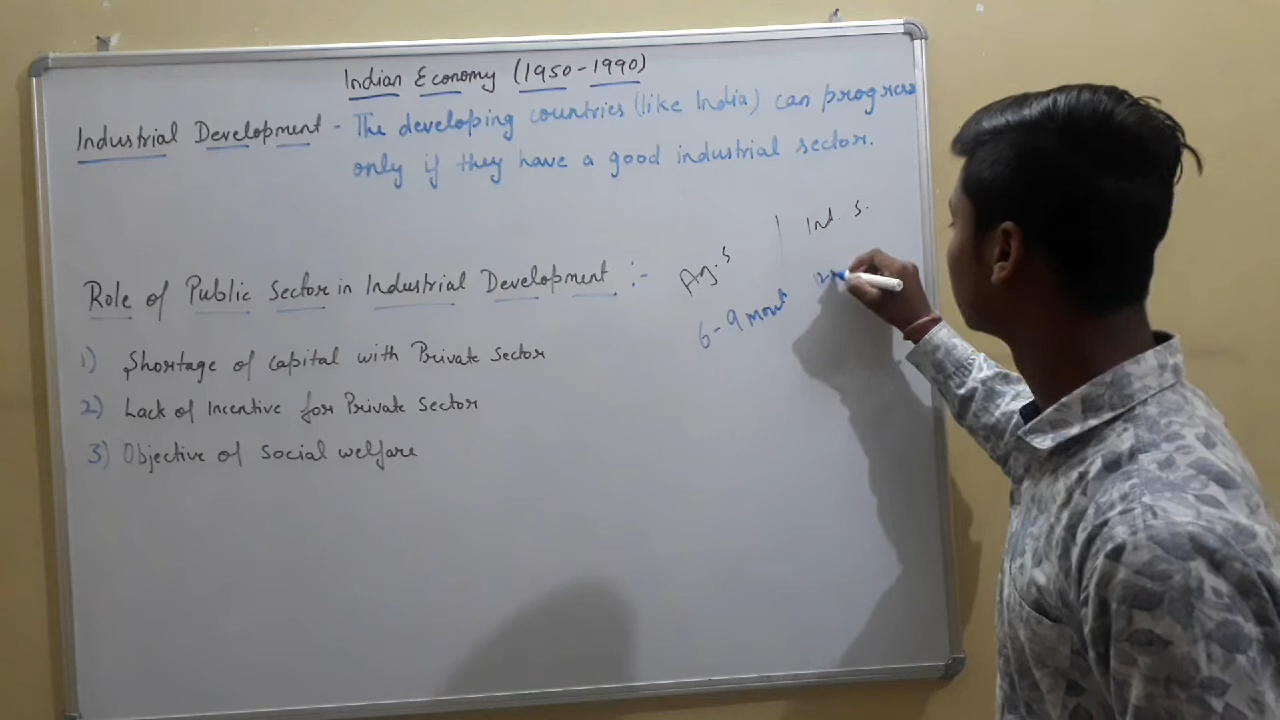 Indian Economy (1950-1990)
Industrial Development - The developing countries (like India) can progress
only if they have a good industrial sector.
Ind. S.
Ag. S
Role of Public Sector in Industrial Development :-
12
6-9 mont
1) Shortage of capital with Private Sector
2) Lack of Incentive for Private Sector
3) Objective of social welfare